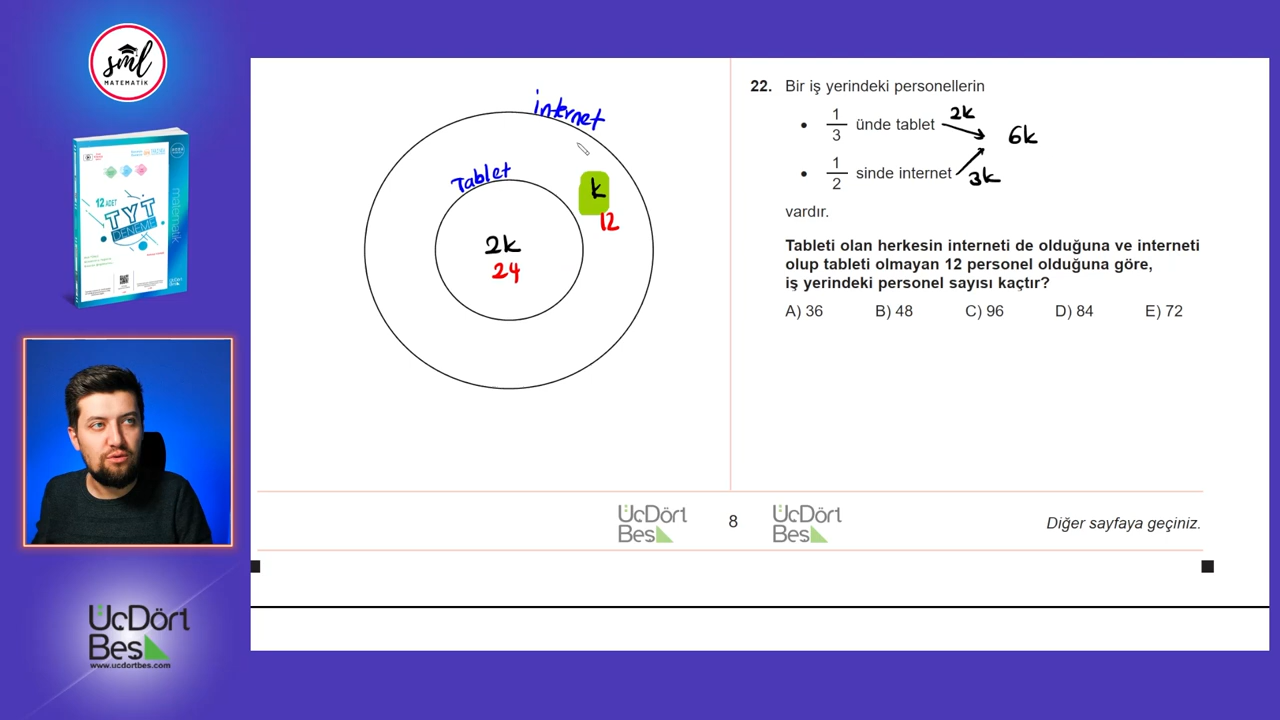 sml
MATEMATİK
12 ADET
TYT
DENEME
matematik
ÜçDört
Beş
www.ucdortbes.com
internet
Tablet
k
12
2k
24
22. Bir iş yerindeki personellerin
• 1/3 ünde tablet 2k
6k
• 1/2 sinde internet 3k
vardır.
Tableti olan herkesin interneti de olduğuna ve interneti
olup tableti olmayan 12 personel olduğuna göre,
iş yerindeki personel sayısı kaçtır?
A) 36 B) 48 C) 96 D) 84 E) 72
ÜçDört
Beş
8
ÜçDört
Beş
Diğer sayfaya geçiniz.